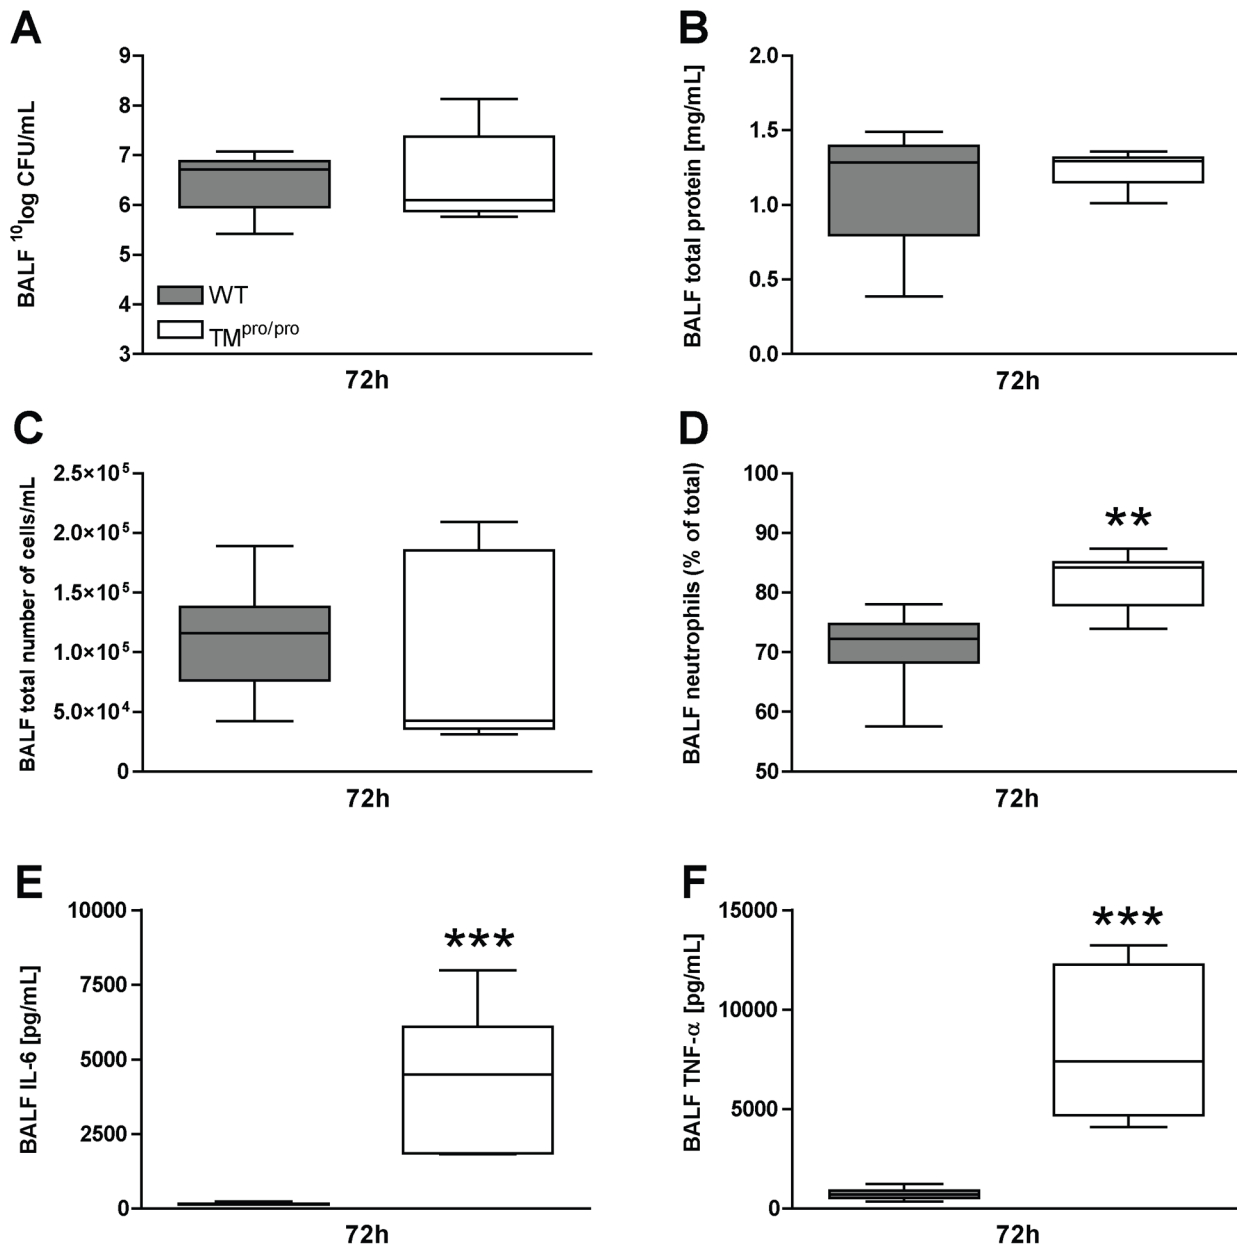 A
BALF ¹⁰log CFU/mL
9
8
7
6
5
4
3
WT
TMpro/pro
72h
B
BALF total protein [mg/mL]
2.0
1.5
1.0
0.5
0.0
72h
C
BALF total number of cells/mL
2.5×10⁵
2.0×10⁵
1.5×10⁵
1.0×10⁵
5.0×10⁴
0
72h
D
BALF neutrophils (% of total)
100
90
80
70
60
50
**
72h
E
BALF IL-6 [pg/mL]
10000
7500
5000
2500
0
***
72h
F
BALF TNF-α [pg/mL]
15000
10000
5000
0
***
72h